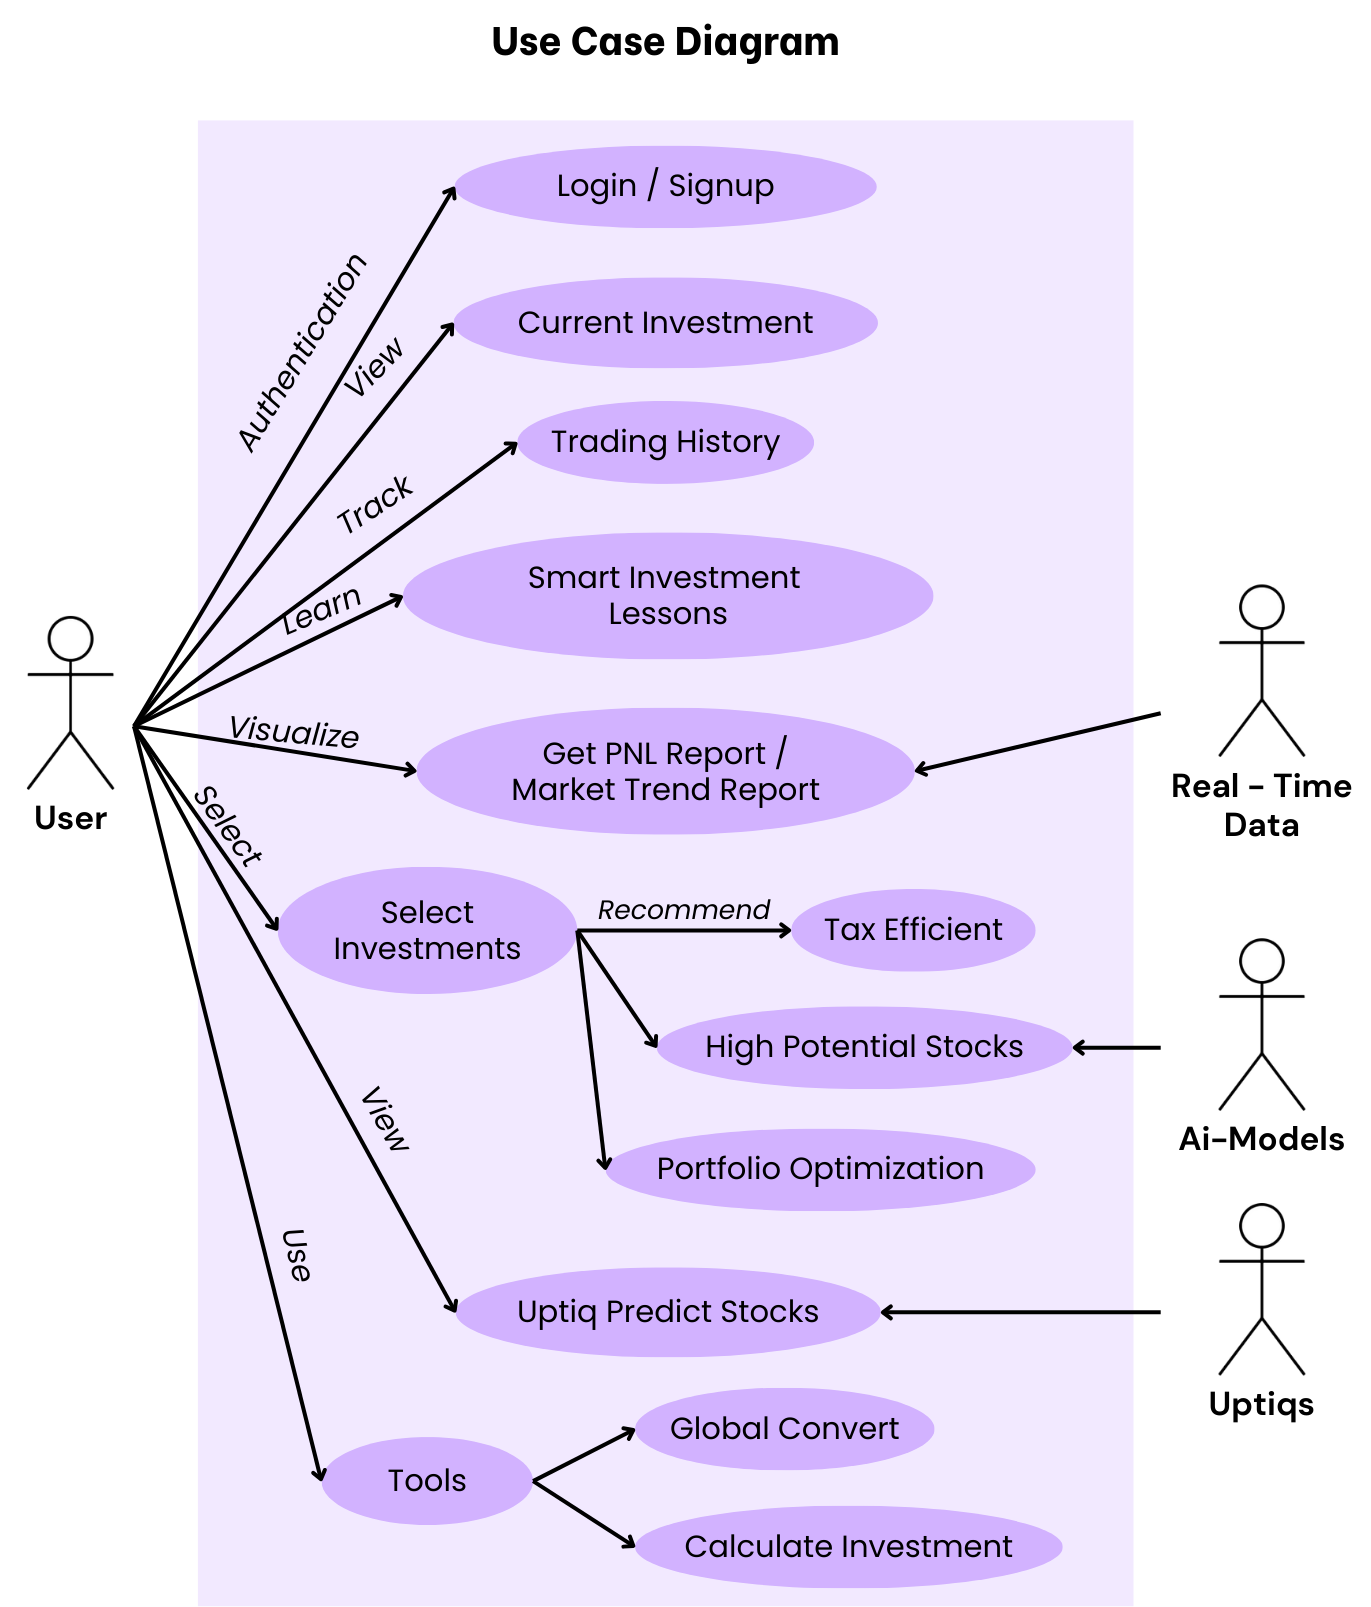 Use Case Diagram
Login / Signup
Authentication
Current Investment
View
Trading History
Track
Smart Investment
Lessons
Learn
User
Visualize
Get PNL Report /
Market Trend Report
Real - Time
Data
Select
Select
Investments
Recommend
Tax Efficient
High Potential Stocks
Ai-Models
Portfolio Optimization
View
Uptiq Predict Stocks
Uptiqs
Use
Tools
Global Convert
Calculate Investment